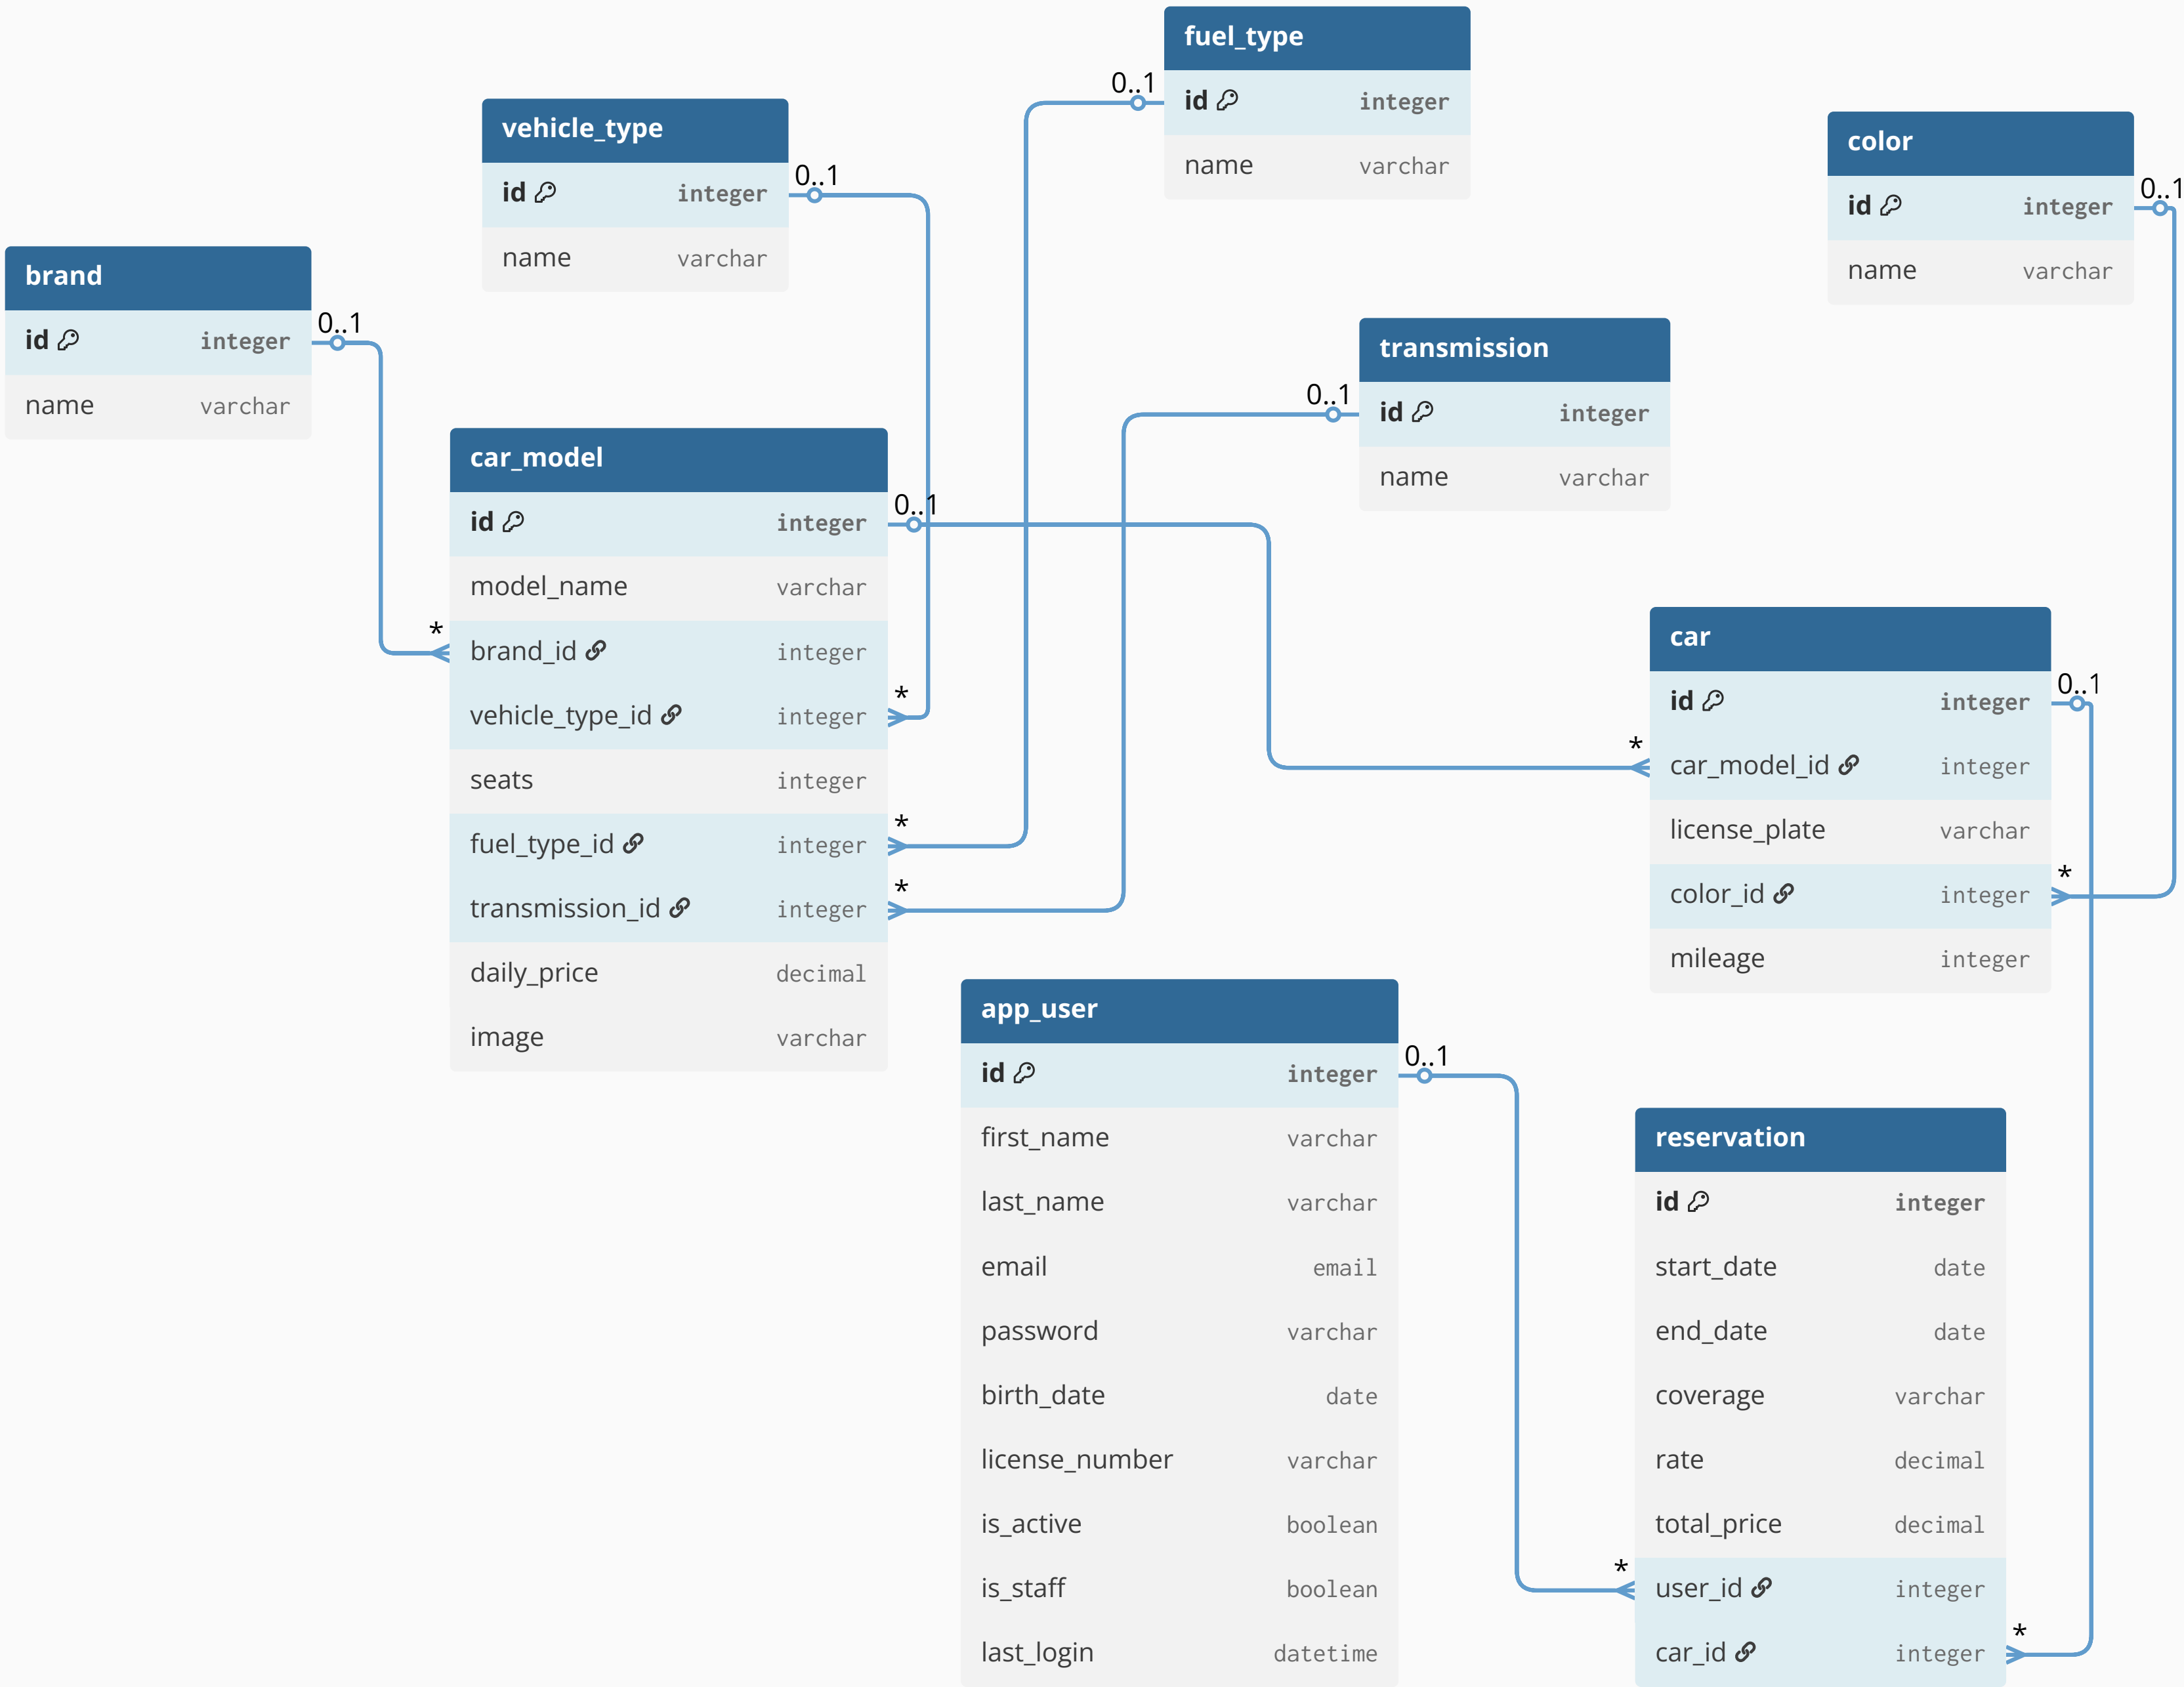 fuel_type
0..1
id integer
name varchar
vehicle_type
0..1
id integer
name varchar
color
0..1
id integer
name varchar
brand
0..1
id integer
name varchar
transmission
0..1
id integer
name varchar
car_model
0..1
id integer
model_name varchar
*
brand_id integer
*
vehicle_type_id integer
seats integer
*
fuel_type_id integer
*
transmission_id integer
daily_price decimal
image varchar
car
0..1
id integer
*
car_model_id integer
license_plate varchar
*
color_id integer
mileage integer
app_user
0..1
id integer
first_name varchar
last_name varchar
email email
password varchar
birth_date date
license_number varchar
is_active boolean
is_staff boolean
last_login datetime
reservation
id integer
start_date date
end_date date
coverage varchar
rate decimal
total_price decimal
*
user_id integer
*
car_id integer